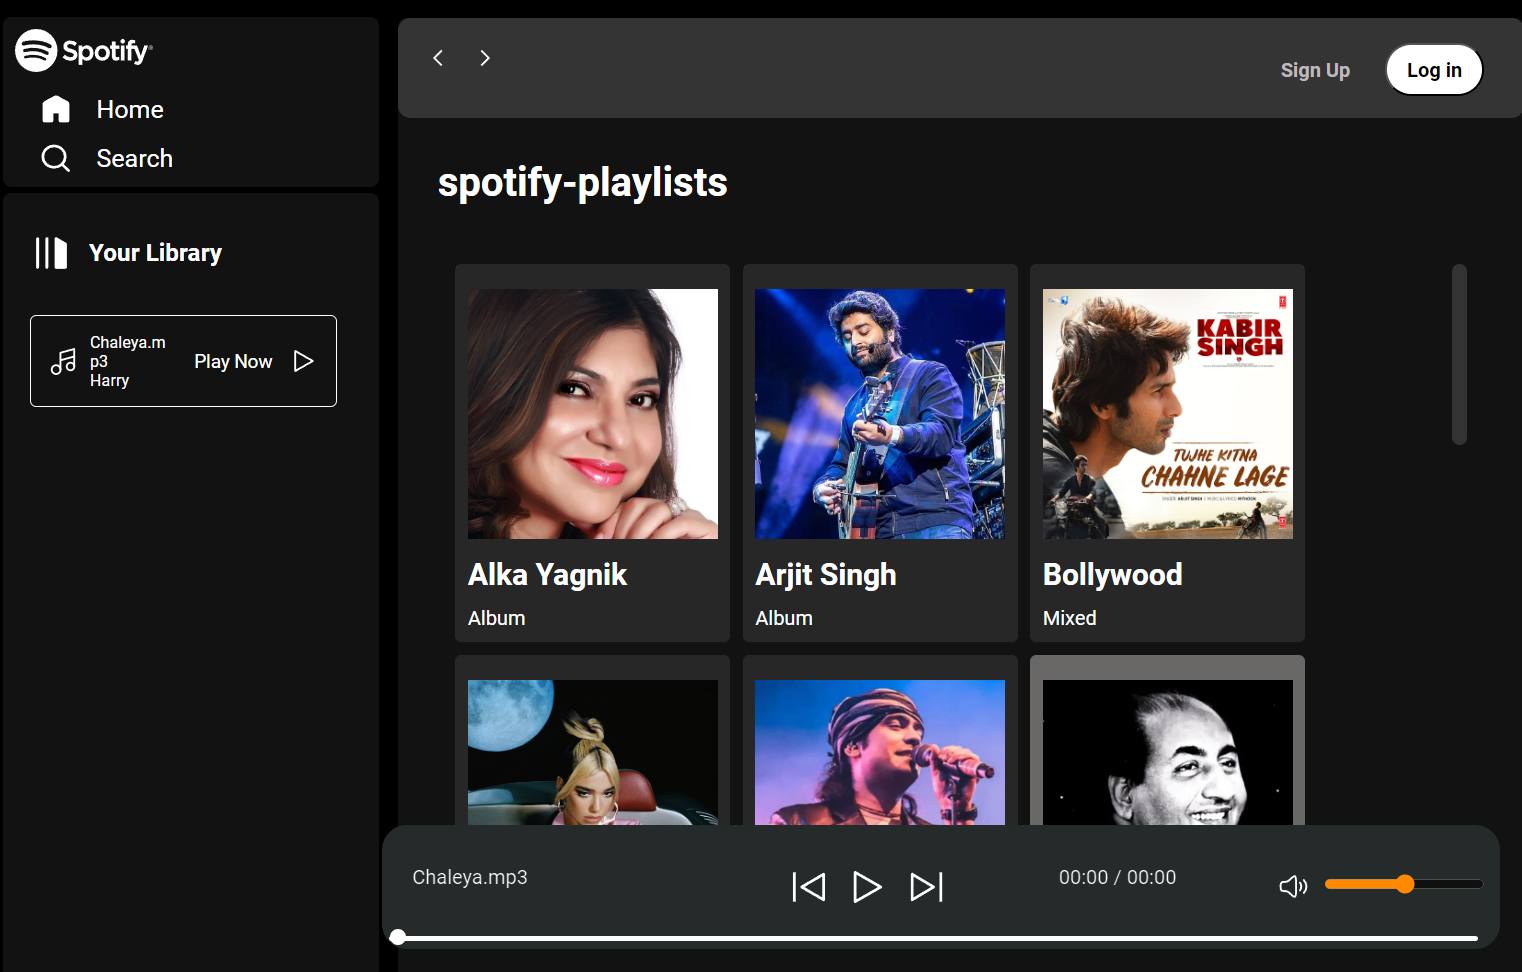 Spotify®
Home
Search
Your Library
Chaleya.m
p3
Harry
Play Now
Sign Up
Log in
spotify-playlists
KABIR
SINGH
TUJHE KITNA
CHAHNE LAGE
Alka Yagnik
Album
Arjit Singh
Album
Bollywood
Mixed
Chaleya.mp3
00:00 / 00:00